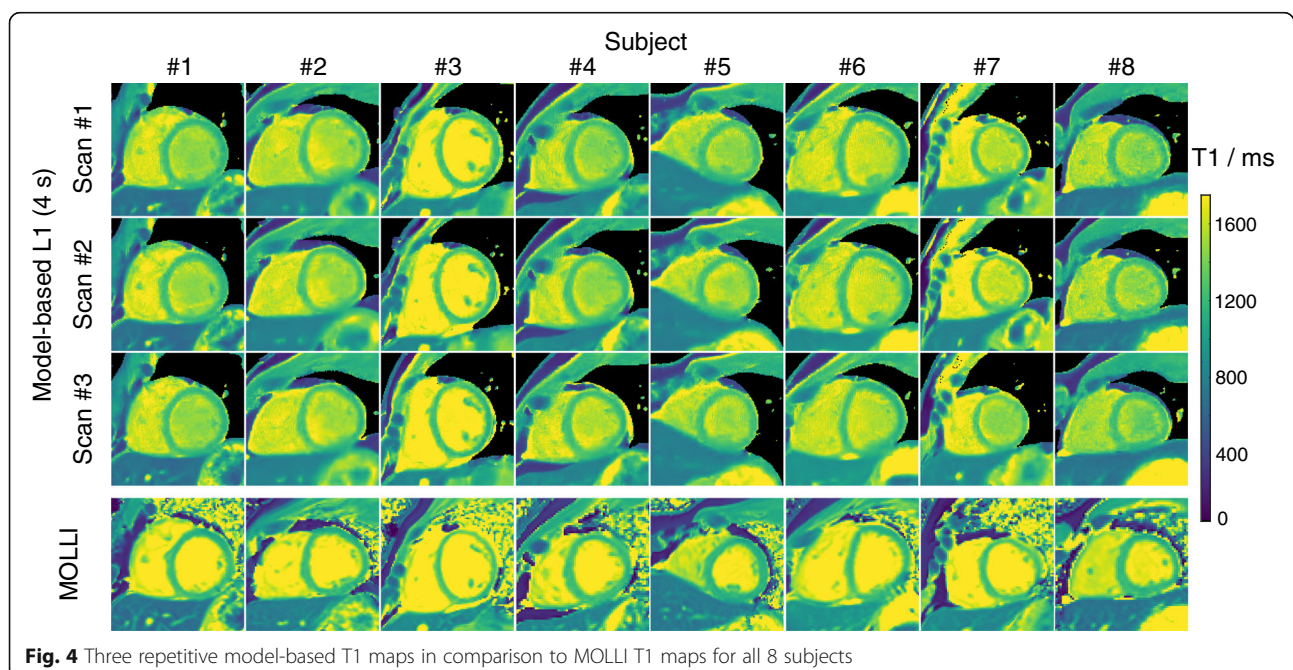 Subject
#1 #2 #3 #4 #5 #6 #7 #8
Model-based L1 (4 s)
Scan #1
Scan #2
Scan #3
MOLLI
T1 / ms
1600
1200
800
400
0
Fig. 4 Three repetitive model-based T1 maps in comparison to MOLLI T1 maps for all 8 subjects